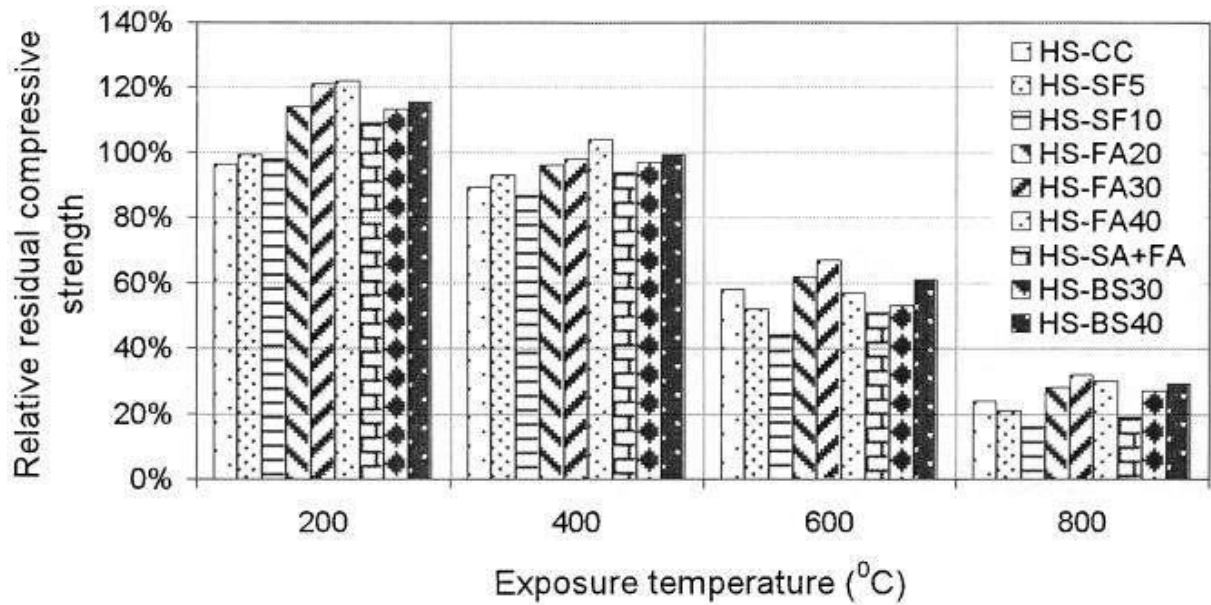 140%
120%
100%
80%
60%
40%
20%
0%
Relative residual compressive
strength
200
400
600
800
Exposure temperature (⁰C)
HS-CC
HS-SF5
HS-SF10
HS-FA20
HS-FA30
HS-FA40
HS-SA+FA
HS-BS30
HS-BS40